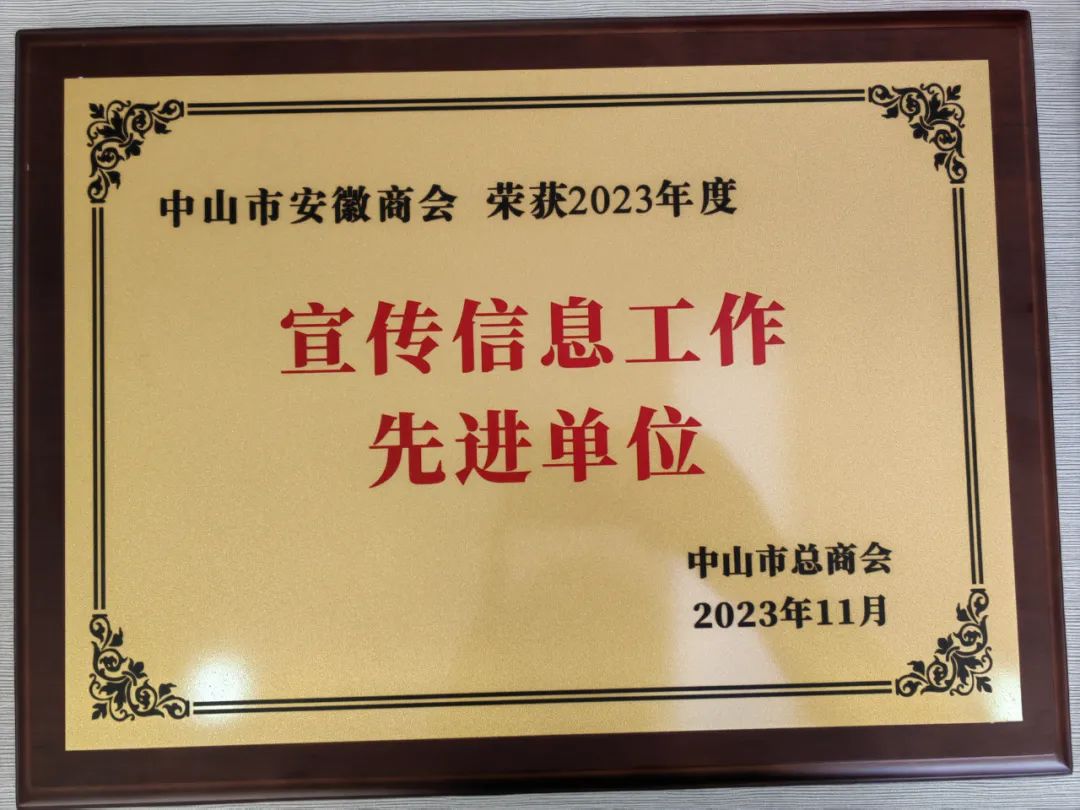 中山市安徽商会 荣获2023年度
宣传信息工作
先进单位
中山市总商会
2023年11月